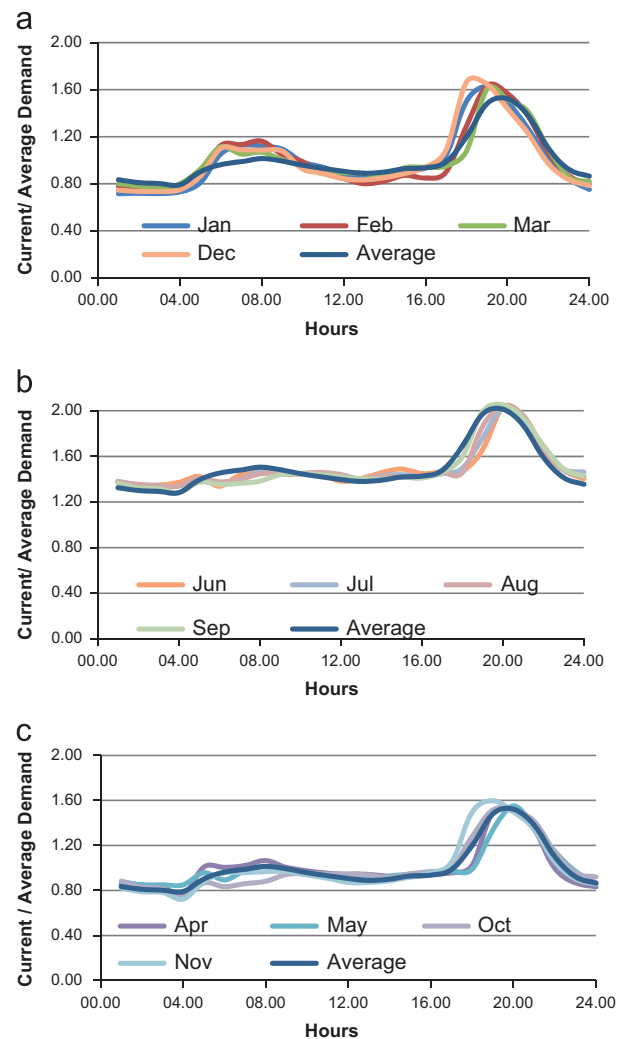 a
Current/ Average Demand
2.00
1.60
1.20
0.80
0.40
0.00
Jan Feb Mar
Dec Average
00.00 04.00 08.00 12.00 16.00 20.00 24.00
Hours
b
Current/ Average Demand
2.00
1.60
1.20
0.80
0.40
0.00
Jun Jul Aug
Sep Average
00.00 04.00 08.00 12.00 16.00 20.00 24.00
Hours
c
Current / Average Demand
2.00
1.60
1.20
0.80
0.40
0.00
Apr May Oct
Nov Average
00.00 04.00 08.00 12.00 16.00 20.00 24.00
Hours